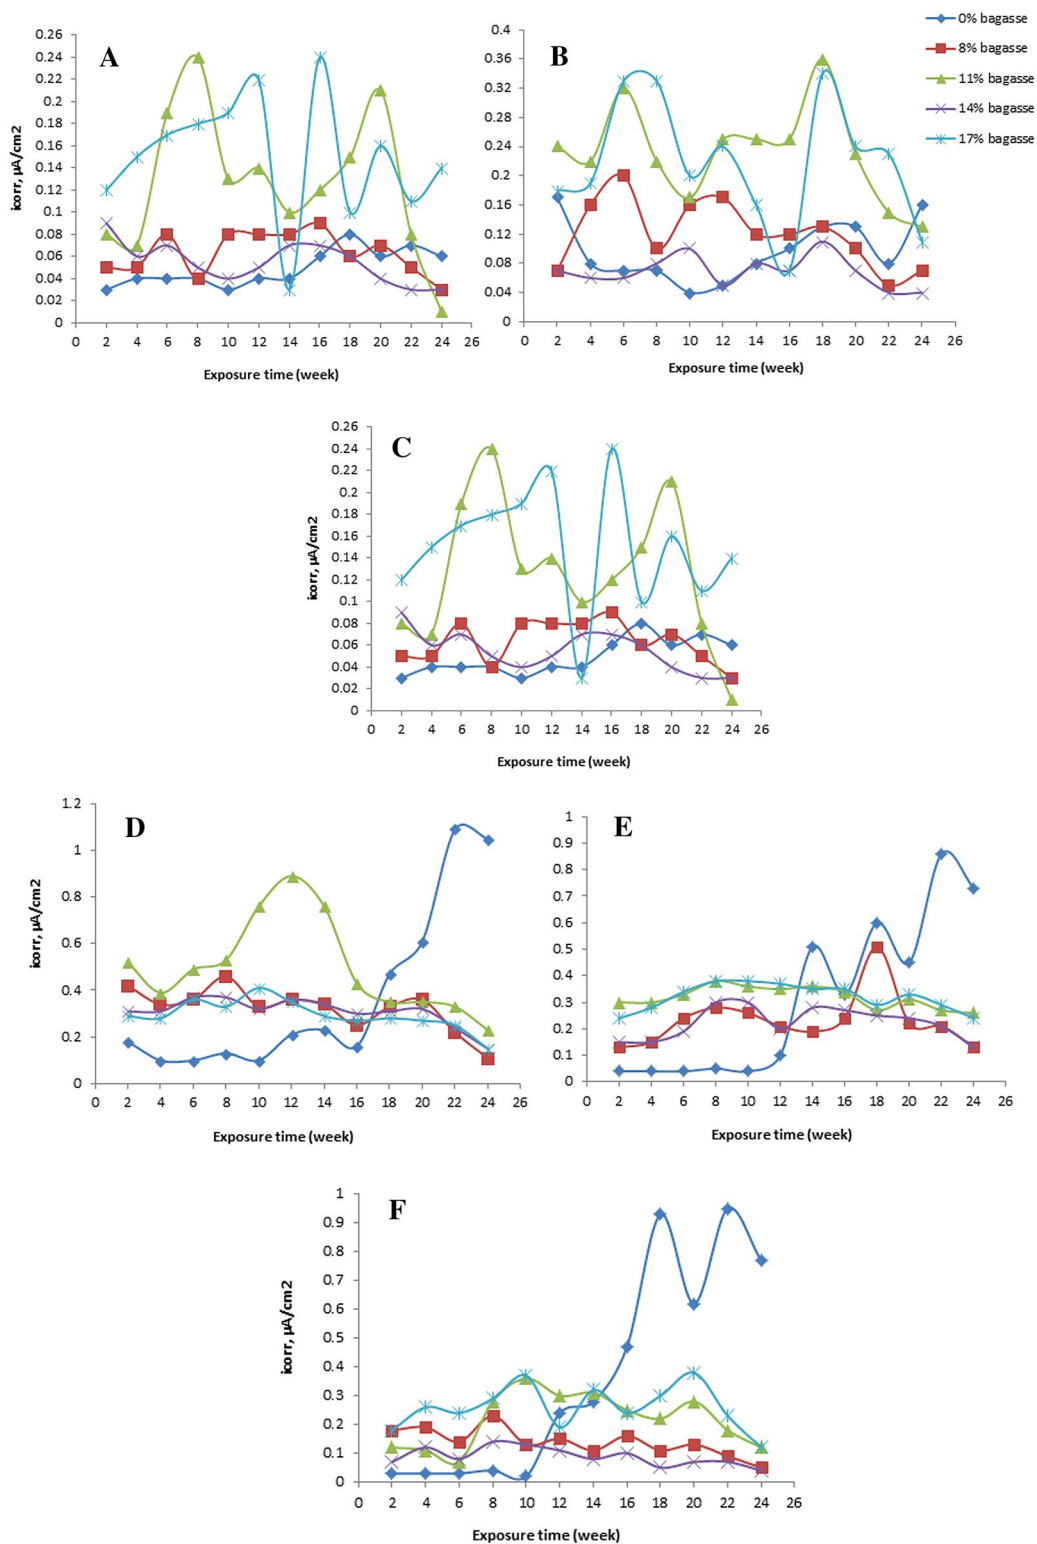 0% bagasse
8% bagasse
11% bagasse
14% bagasse
17% bagasse
A
0.26
0.24
0.22
0.2
0.18
0.16
0.14
0.12
0.1
0.08
0.06
0.04
0.02
0
icorr, µA/cm2
0 2 4 6 8 10 12 14 16 18 20 22 24 26
Exposure time (week)
B
0.4
0.36
0.32
0.28
0.24
0.2
0.16
0.12
0.08
0.04
0
0 2 4 6 8 10 12 14 16 18 20 22 24 26
Exposure time (week)
C
0.26
0.24
0.22
0.2
0.18
0.16
0.14
0.12
0.1
0.08
0.06
0.04
0.02
0
icorr, µA/cm2
0 2 4 6 8 10 12 14 16 18 20 22 24 26
Exposure time (week)
D
1.2
1
0.8
0.6
0.4
0.2
0
icorr, µA/cm2
0 2 4 6 8 10 12 14 16 18 20 22 24 26
Exposure time (week)
E
1
0.9
0.8
0.7
0.6
0.5
0.4
0.3
0.2
0.1
0
0 2 4 6 8 10 12 14 16 18 20 22 24 26
Exposure time (week)
F
1
0.9
0.8
0.7
0.6
0.5
0.4
0.3
0.2
0.1
0
icorr, µA/cm2
0 2 4 6 8 10 12 14 16 18 20 22 24 26
Exposure time (week)